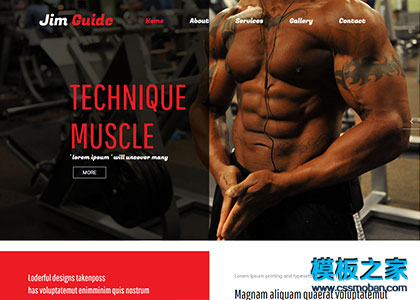 Jim Guide
Home About Services Gallery Contact
TECHNIQUE
MUSCLE
"lorem ipsum" will uncover many
MORE
Loderful designs takenposs
has voluptatemut enimminim quis nostrum
Lorem Ipsum printing and typesett
Magnam aliquam quaerat voluptatemut
模板之家
www.cssmoban.com